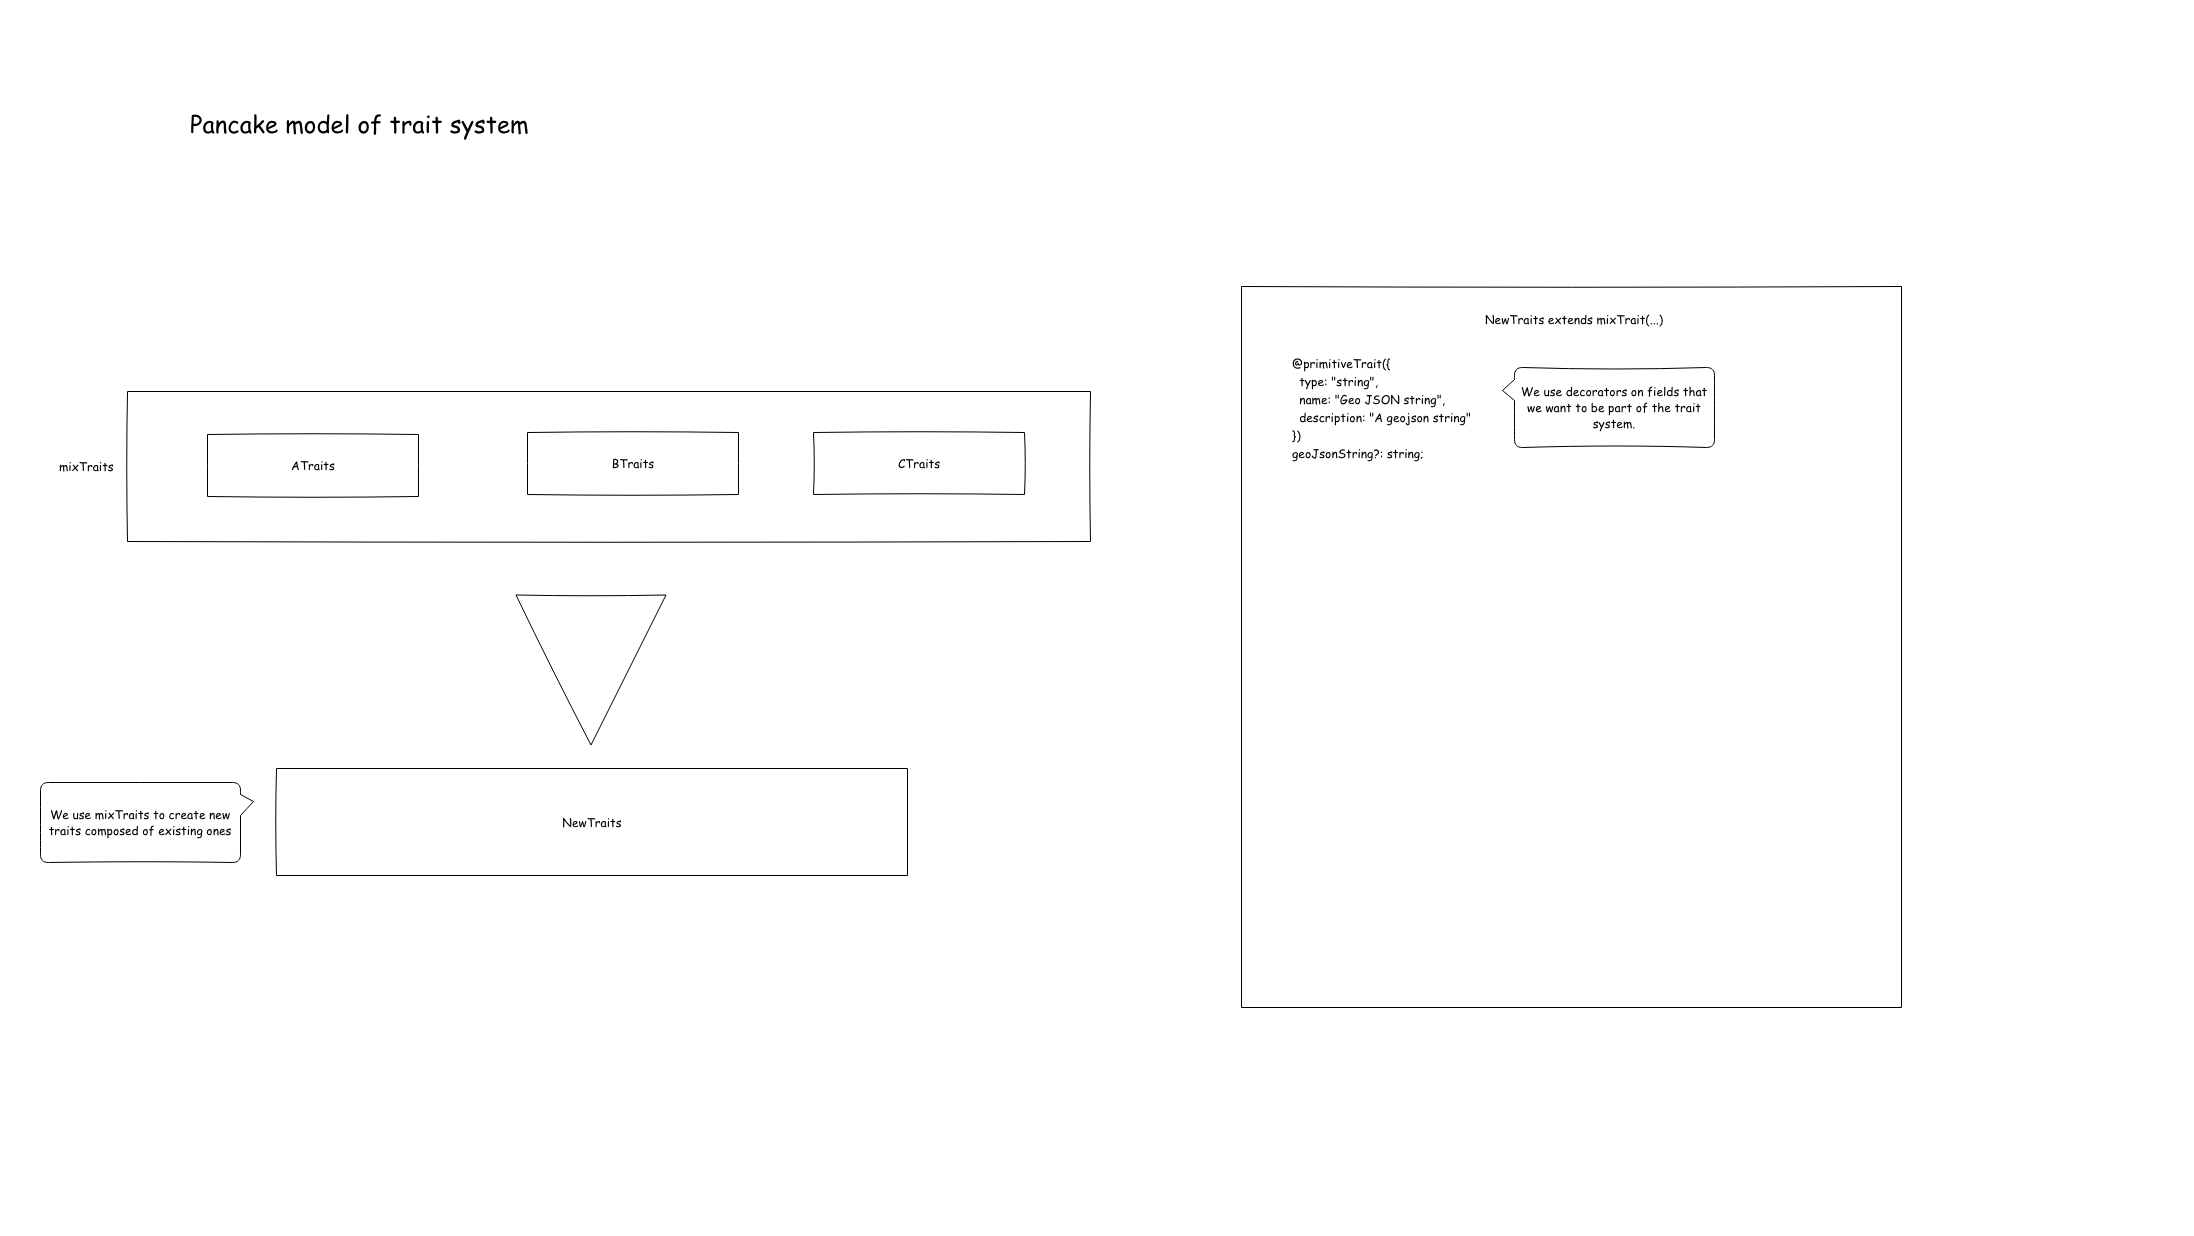 Pancake model of trait system
mixTraits
ATraits
BTraits
CTraits
We use mixTraits to create new
traits composed of existing ones
NewTraits
NewTraits extends mixTrait(...)
@primitiveTrait({
type: "string",
name: "Geo JSON string",
description: "A geojson string"
})
geoJsonString?: string;
We use decorators on fields that
we want to be part of the trait
system.